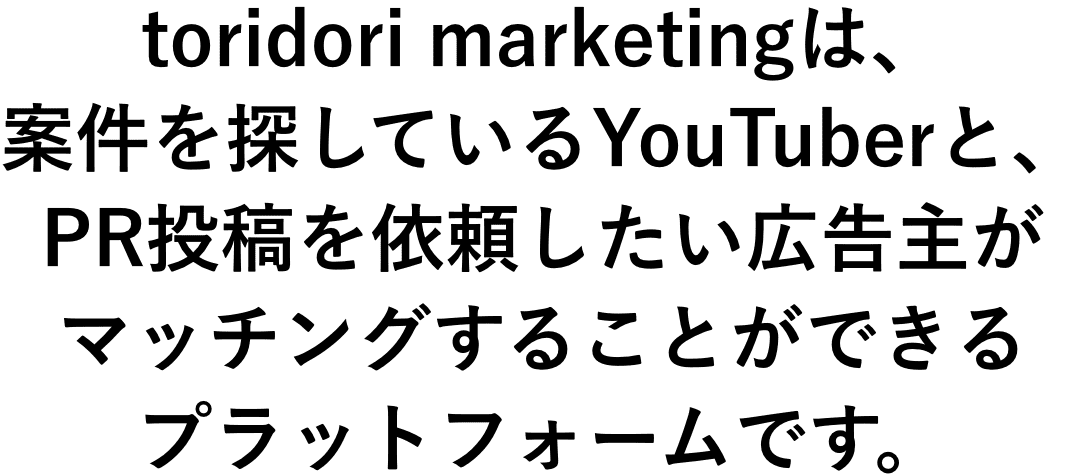 toridori marketingは、
案件を探しているYouTuberと、
PR投稿を依頼したい広告主が
マッチングすることができる
プラットフォームです。